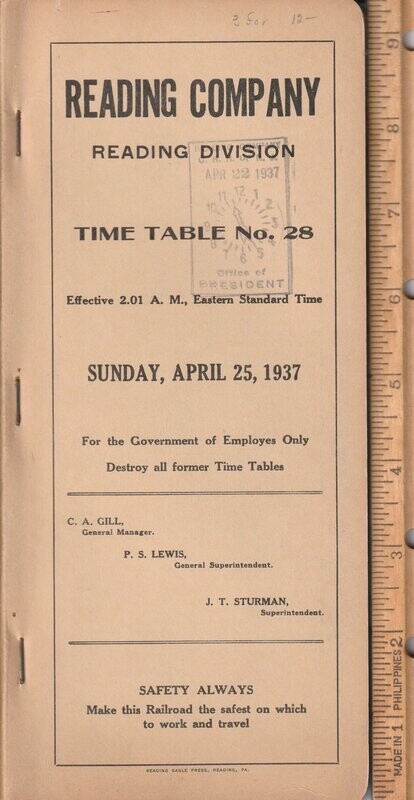 3 for 12-
READING COMPANY
READING DIVISION
APR 22 1937
12 1
TIME TABLE No. 28
Office of
PRESIDENT
Effective 2.01 A. M., Eastern Standard Time
SUNDAY, APRIL 25, 1937
For the Government of Employes Only
Destroy all former Time Tables
C. A. GILL,
General Manager.
P. S. LEWIS,
General Superintendent.
J. T. STURMAN,
Superintendent.
SAFETY ALWAYS
Make this Railroad the safest on which
to work and travel
READING EAGLE PRESS, READING, PA.
9
8
7
6
5
4
3
2
1
MADE IN PHILIPPINES